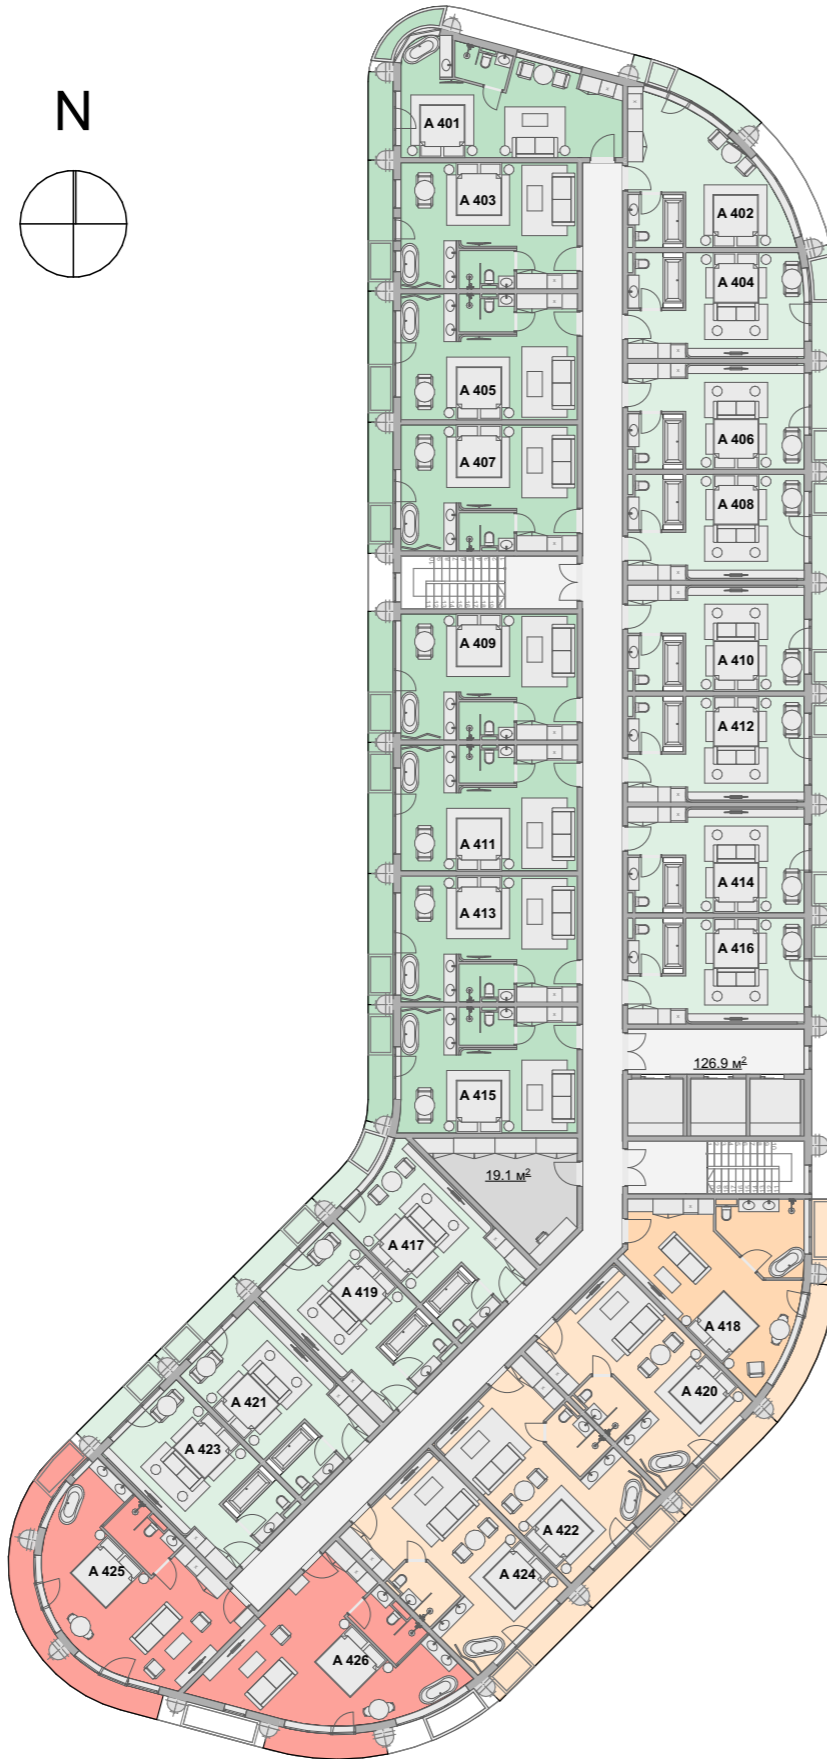 N
A 401
A 402
A 403
A 404
A 405
A 406
A 407
A 408
A 409
A 410
A 411
A 412
A 413
A 414
A 415
A 416
126.9 м²
19.1 м²
A 417
A 418
A 419
A 420
A 421
A 422
A 423
A 424
A 425
A 426